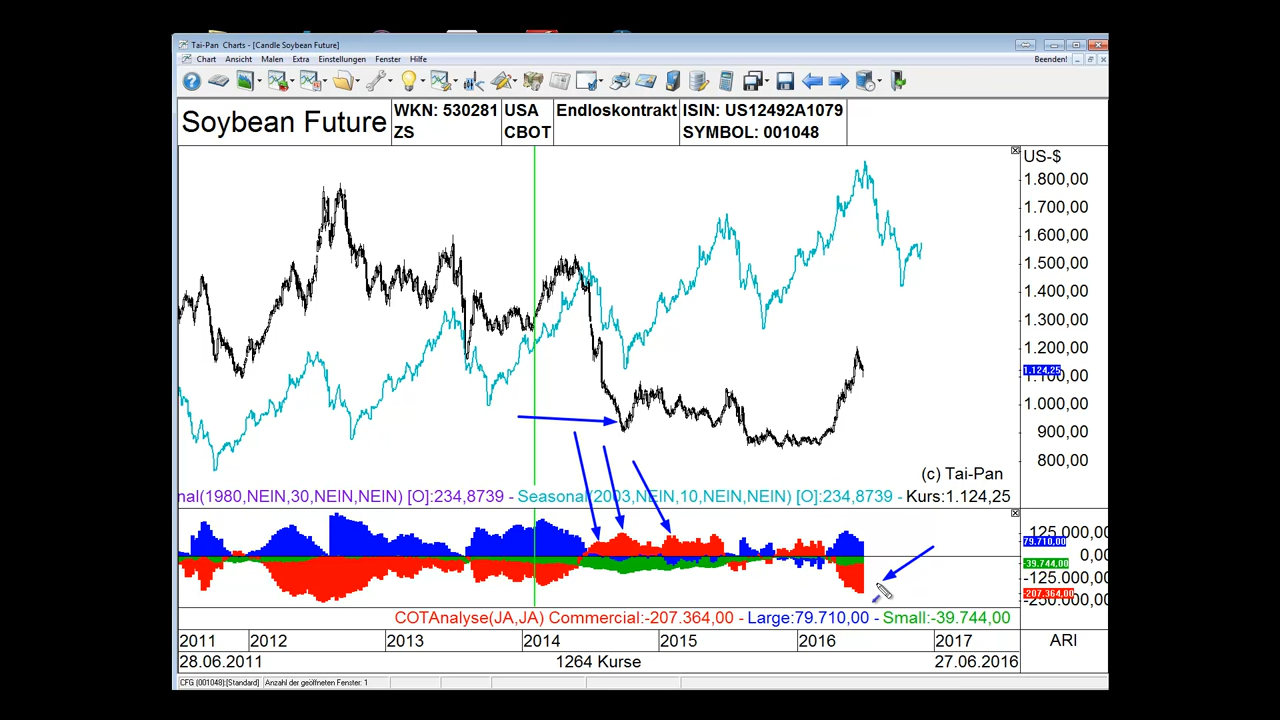 Tai-Pan Charts - [Candle Soybean Future]
Chart Ansicht Malen Extra Einstellungen Fenster Hilfe Beenden!
Soybean Future
WKN: 530281 USA Endloskontrakt ISIN: US12492A1079
ZS CBOT SYMBOL: 001048
US-$
1.800,00
1.700,00
1.600,00
1.500,00
1.400,00
1.300,00
1.200,00
1.124,25
1.100,00
1.000,00
900,00
800,00
(c) Tai-Pan
nal(1980,NEIN,30,NEIN,NEIN) [O]:234,8739 - Seasonal(2003,NEIN,10,NEIN,NEIN) [O]:234,8739 - Kurs:1.124,25
125.000,00
79.710,00
0,00
-39.744,00
-125.000,00
-207.364,00
-250.000,00
COTAnalyse(JA,JA) Commercial:-207.364,00 - Large:79.710,00 - Small:-39.744,00
2011 2012 2013 2014 2015 2016 2017 ARI
28.06.2011 1264 Kurse 27.06.2016
CFG (001048):[Standard] Anzahl der geöffneten Fenster: 1